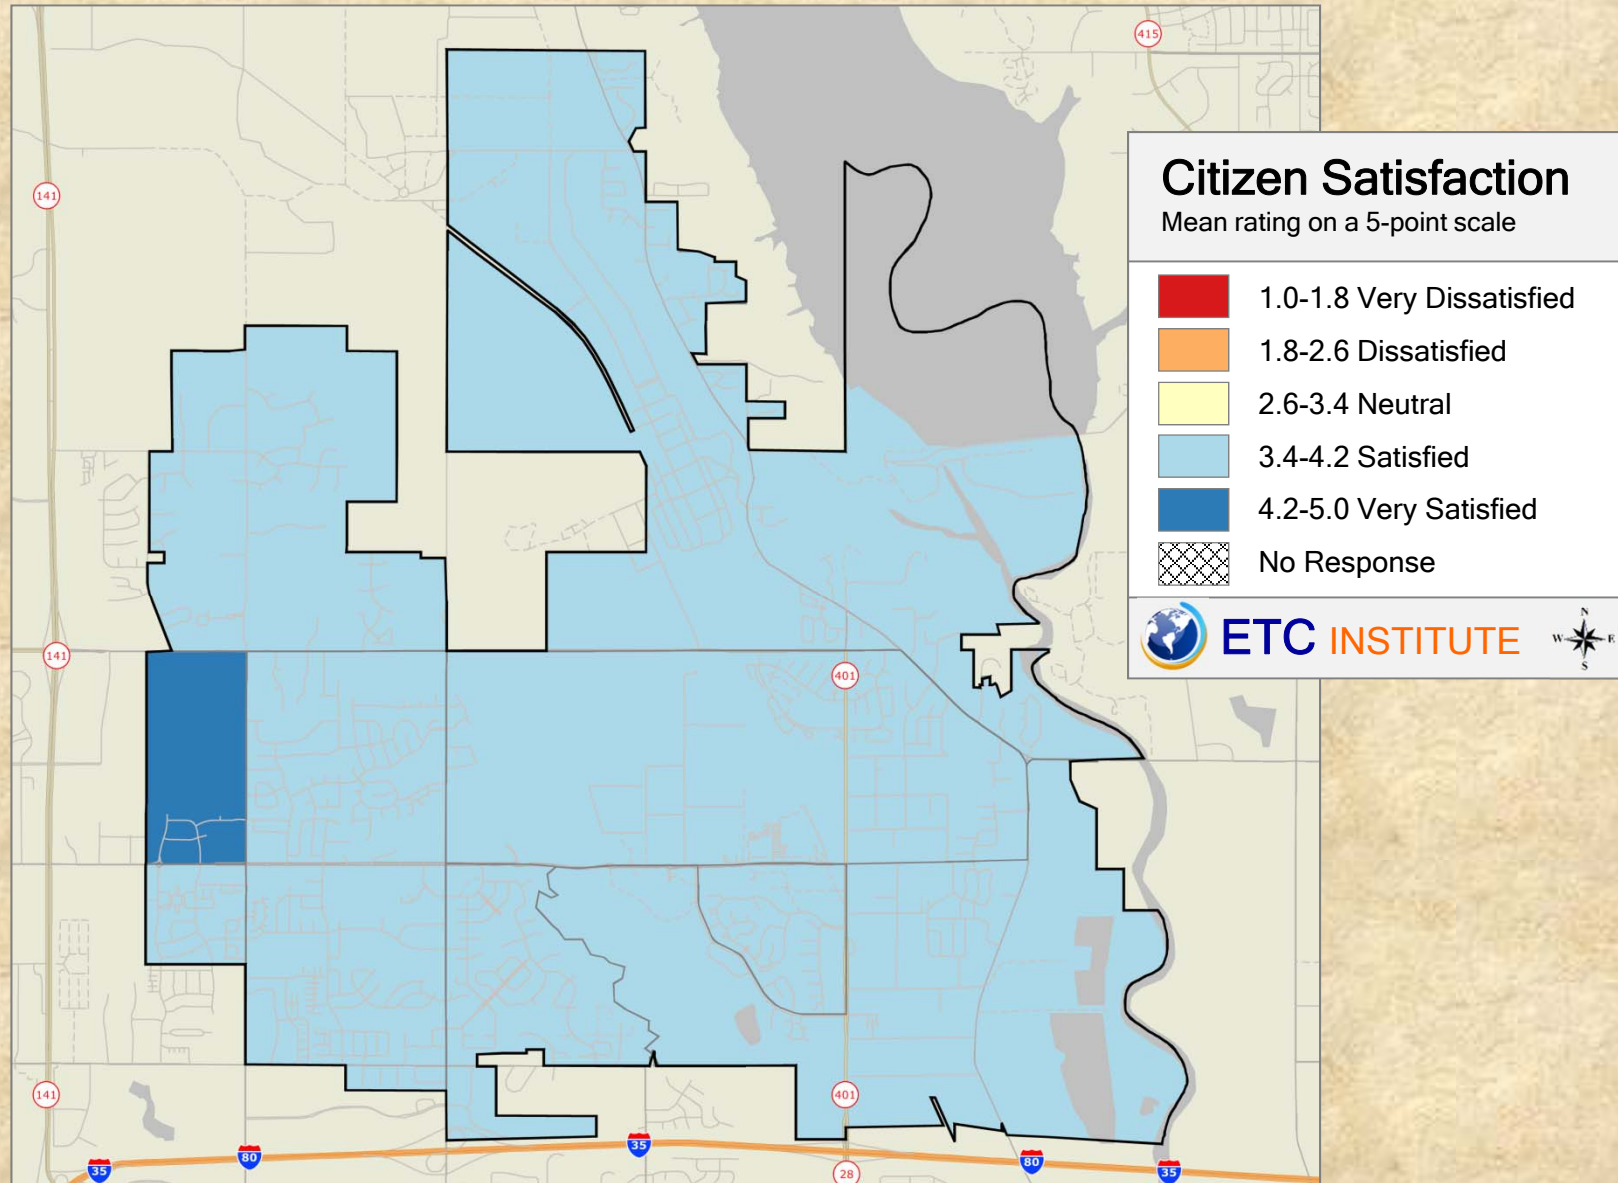 415
141
Citizen Satisfaction
Mean rating on a 5-point scale
1.0-1.8 Very Dissatisfied
1.8-2.6 Dissatisfied
2.6-3.4 Neutral
3.4-4.2 Satisfied
4.2-5.0 Very Satisfied
No Response
ETC INSTITUTE
N
W E
S
141
401
141
401
35
80
35
80
35
28